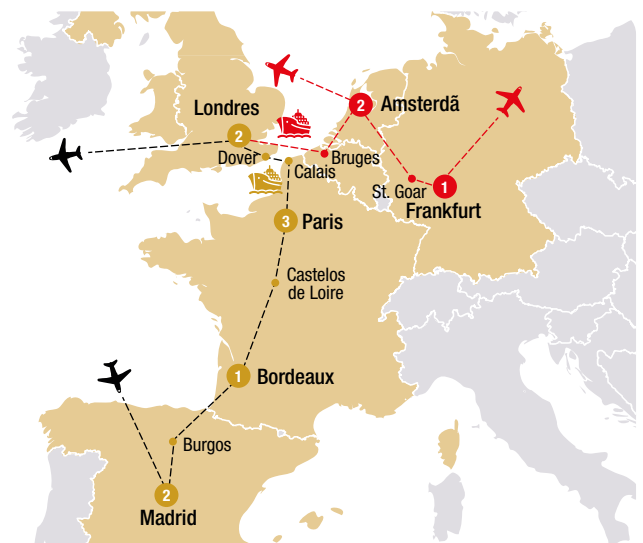 Londres
2
2
Amsterdã
Dover
Calais
Bruges
St. Goar
1
Frankfurt
3
Paris
Castelos
de Loire
1
Bordeaux
Burgos
2
Madrid